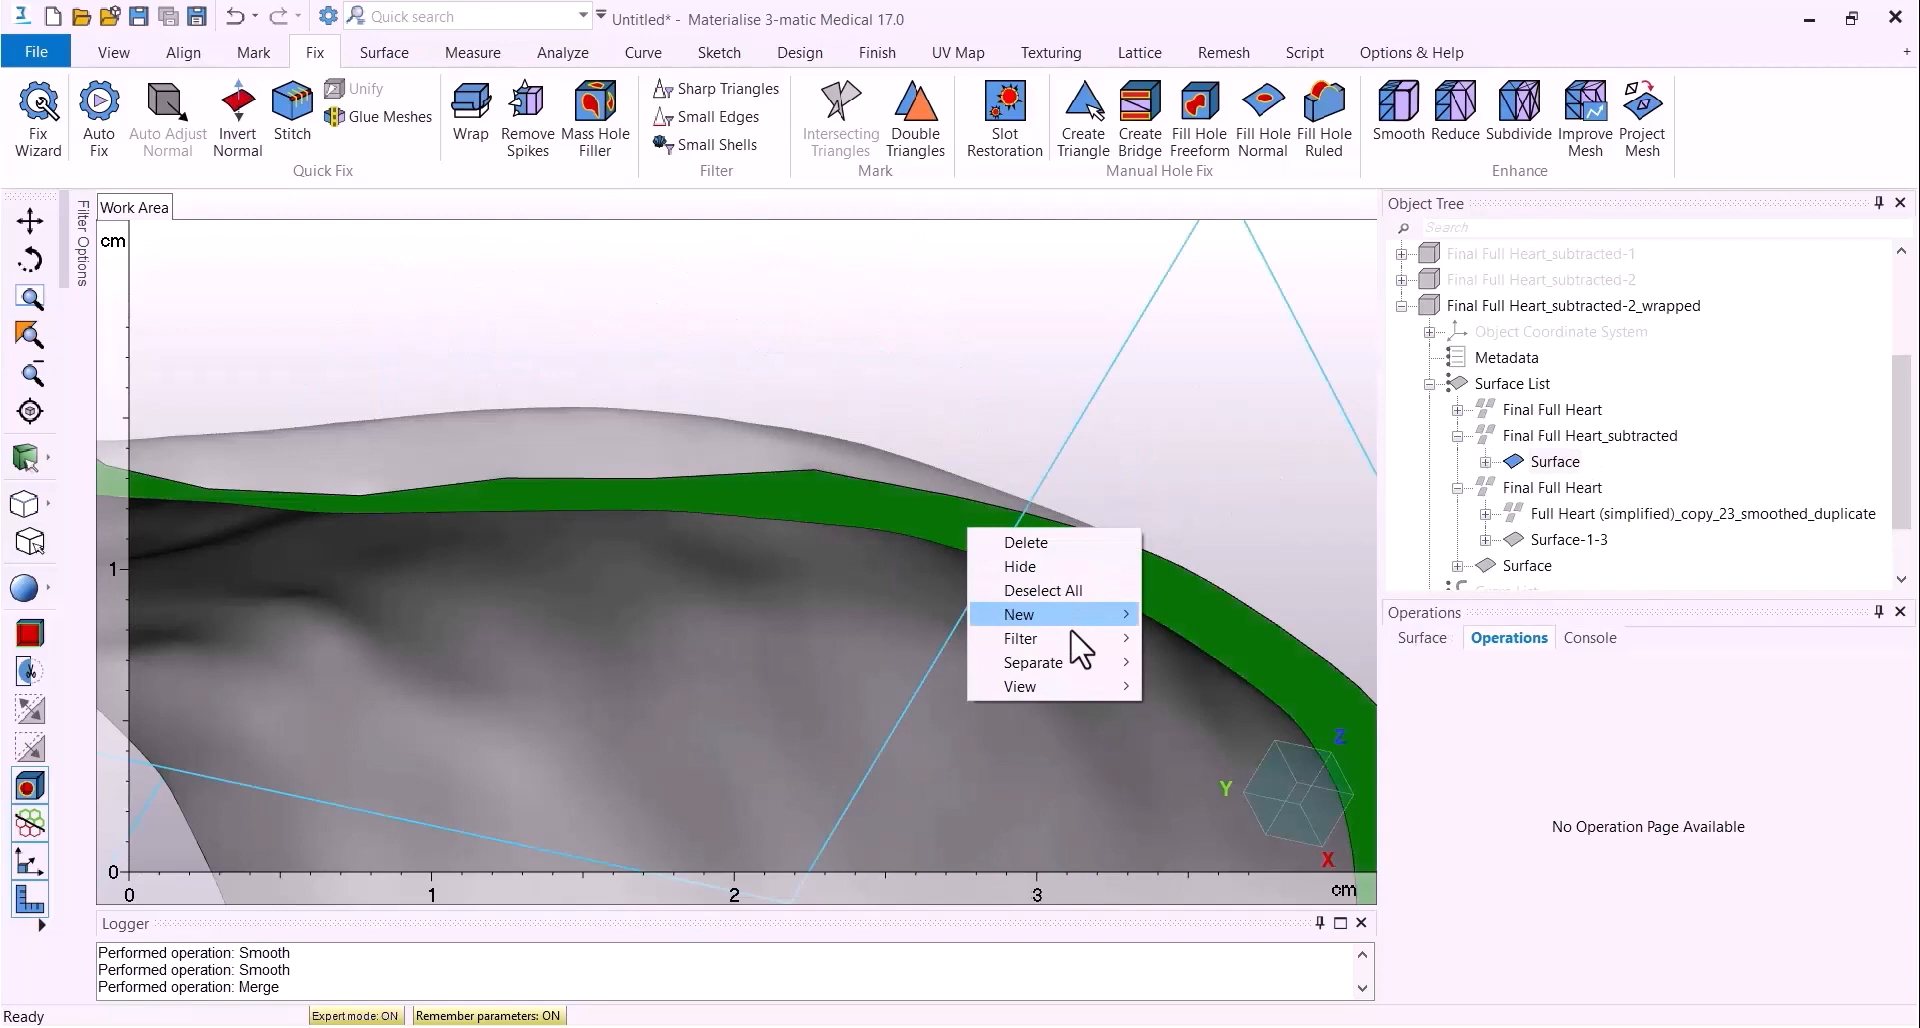 Quick search
Untitled* - Materialise 3-matic Medical 17.0
File
View
Align
Mark
Fix
Surface
Measure
Analyze
Curve
Sketch
Design
Finish
UV Map
Texturing
Lattice
Remesh
Script
Options & Help
Fix
Wizard
Auto
Fix
Auto Adjust
Normal
Invert
Normal
Stitch
Unify
Glue Meshes
Quick Fix
Wrap
Remove
Spikes
Mass Hole
Filler
Sharp Triangles
Small Edges
Small Shells
Filter
Intersecting
Triangles
Double
Triangles
Mark
Slot
Restoration
Create
Triangle
Create
Bridge
Fill Hole
Freeform
Fill Hole
Normal
Fill Hole
Ruled
Manual Hole Fix
Smooth
Reduce
Subdivide
Improve
Mesh
Project
Mesh
Enhance
Filter Options
Work Area
cm
1
0
0
1
2
3
cm
Z
Y
X
Delete
Hide
Deselect All
New
Filter
Separate
View
Object Tree
Search
Final Full Heart_subtracted-1
Final Full Heart_subtracted-2
Final Full Heart_subtracted-2_wrapped
Object Coordinate System
Metadata
Surface List
Final Full Heart
Final Full Heart_subtracted
Surface
Final Full Heart
Full Heart (simplified)_copy_23_smoothed_duplicate
Surface-1-3
Surface
Operations
Surface
Operations
Console
No Operation Page Available
Logger
Performed operation: Smooth
Performed operation: Smooth
Performed operation: Merge
Ready
Expert mode: ON
Remember parameters: ON